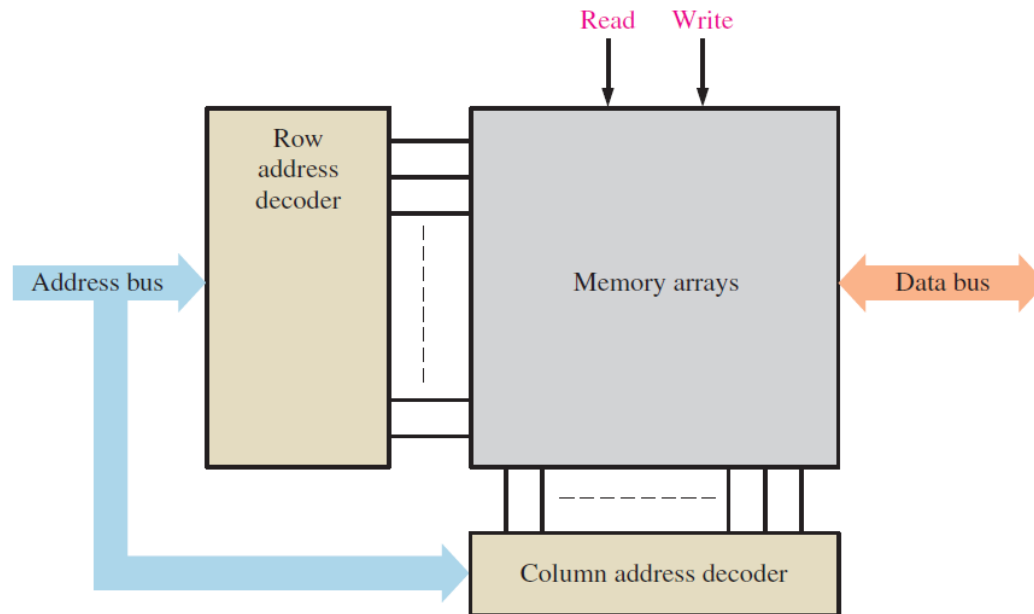 Read Write
Row
address
decoder
Address bus
Memory arrays
Data bus
Column address decoder